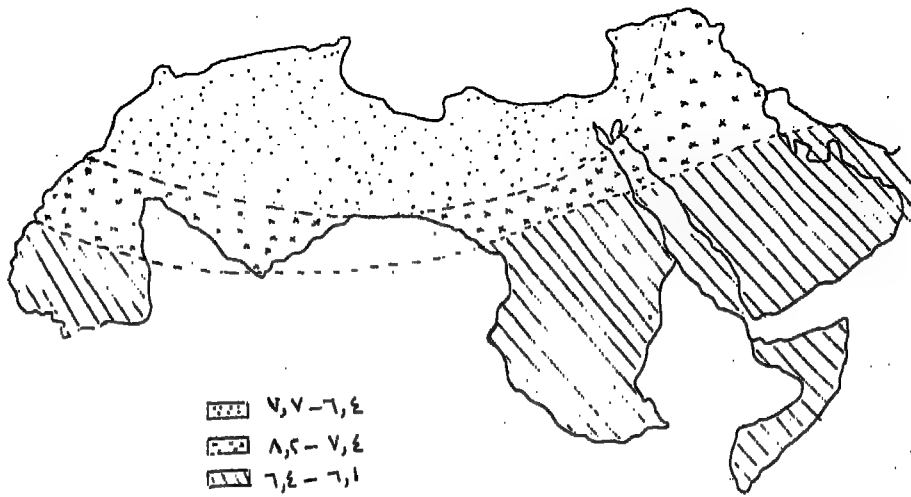 ٦,٤ – ٧,٧
٧,٤ – ٨,٢
٦,١ – ٦,٤